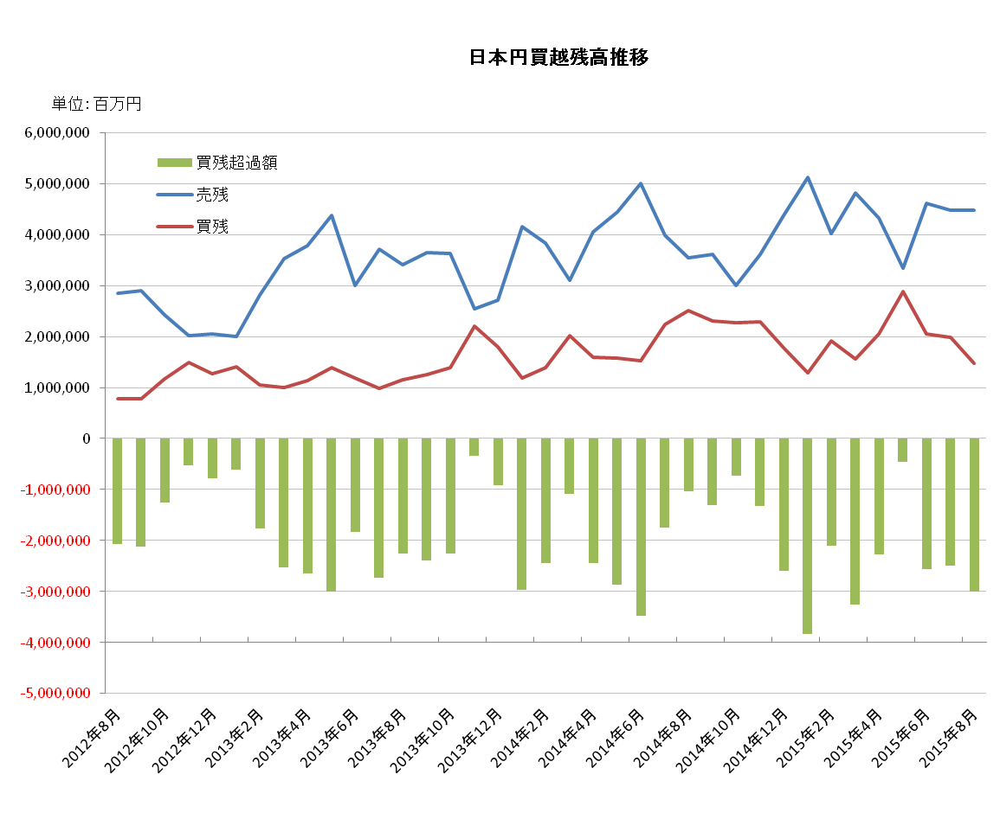 日本円買越残高推移
単位：百万円
6,000,000
5,000,000
4,000,000
3,000,000
2,000,000
1,000,000
0
-1,000,000
-2,000,000
-3,000,000
-4,000,000
-5,000,000
買残超過額
売残
買残
2012年8月
2012年10月
2012年12月
2013年2月
2013年4月
2013年6月
2013年8月
2013年10月
2013年12月
2014年2月
2014年4月
2014年6月
2014年8月
2014年10月
2014年12月
2015年2月
2015年4月
2015年6月
2015年8月